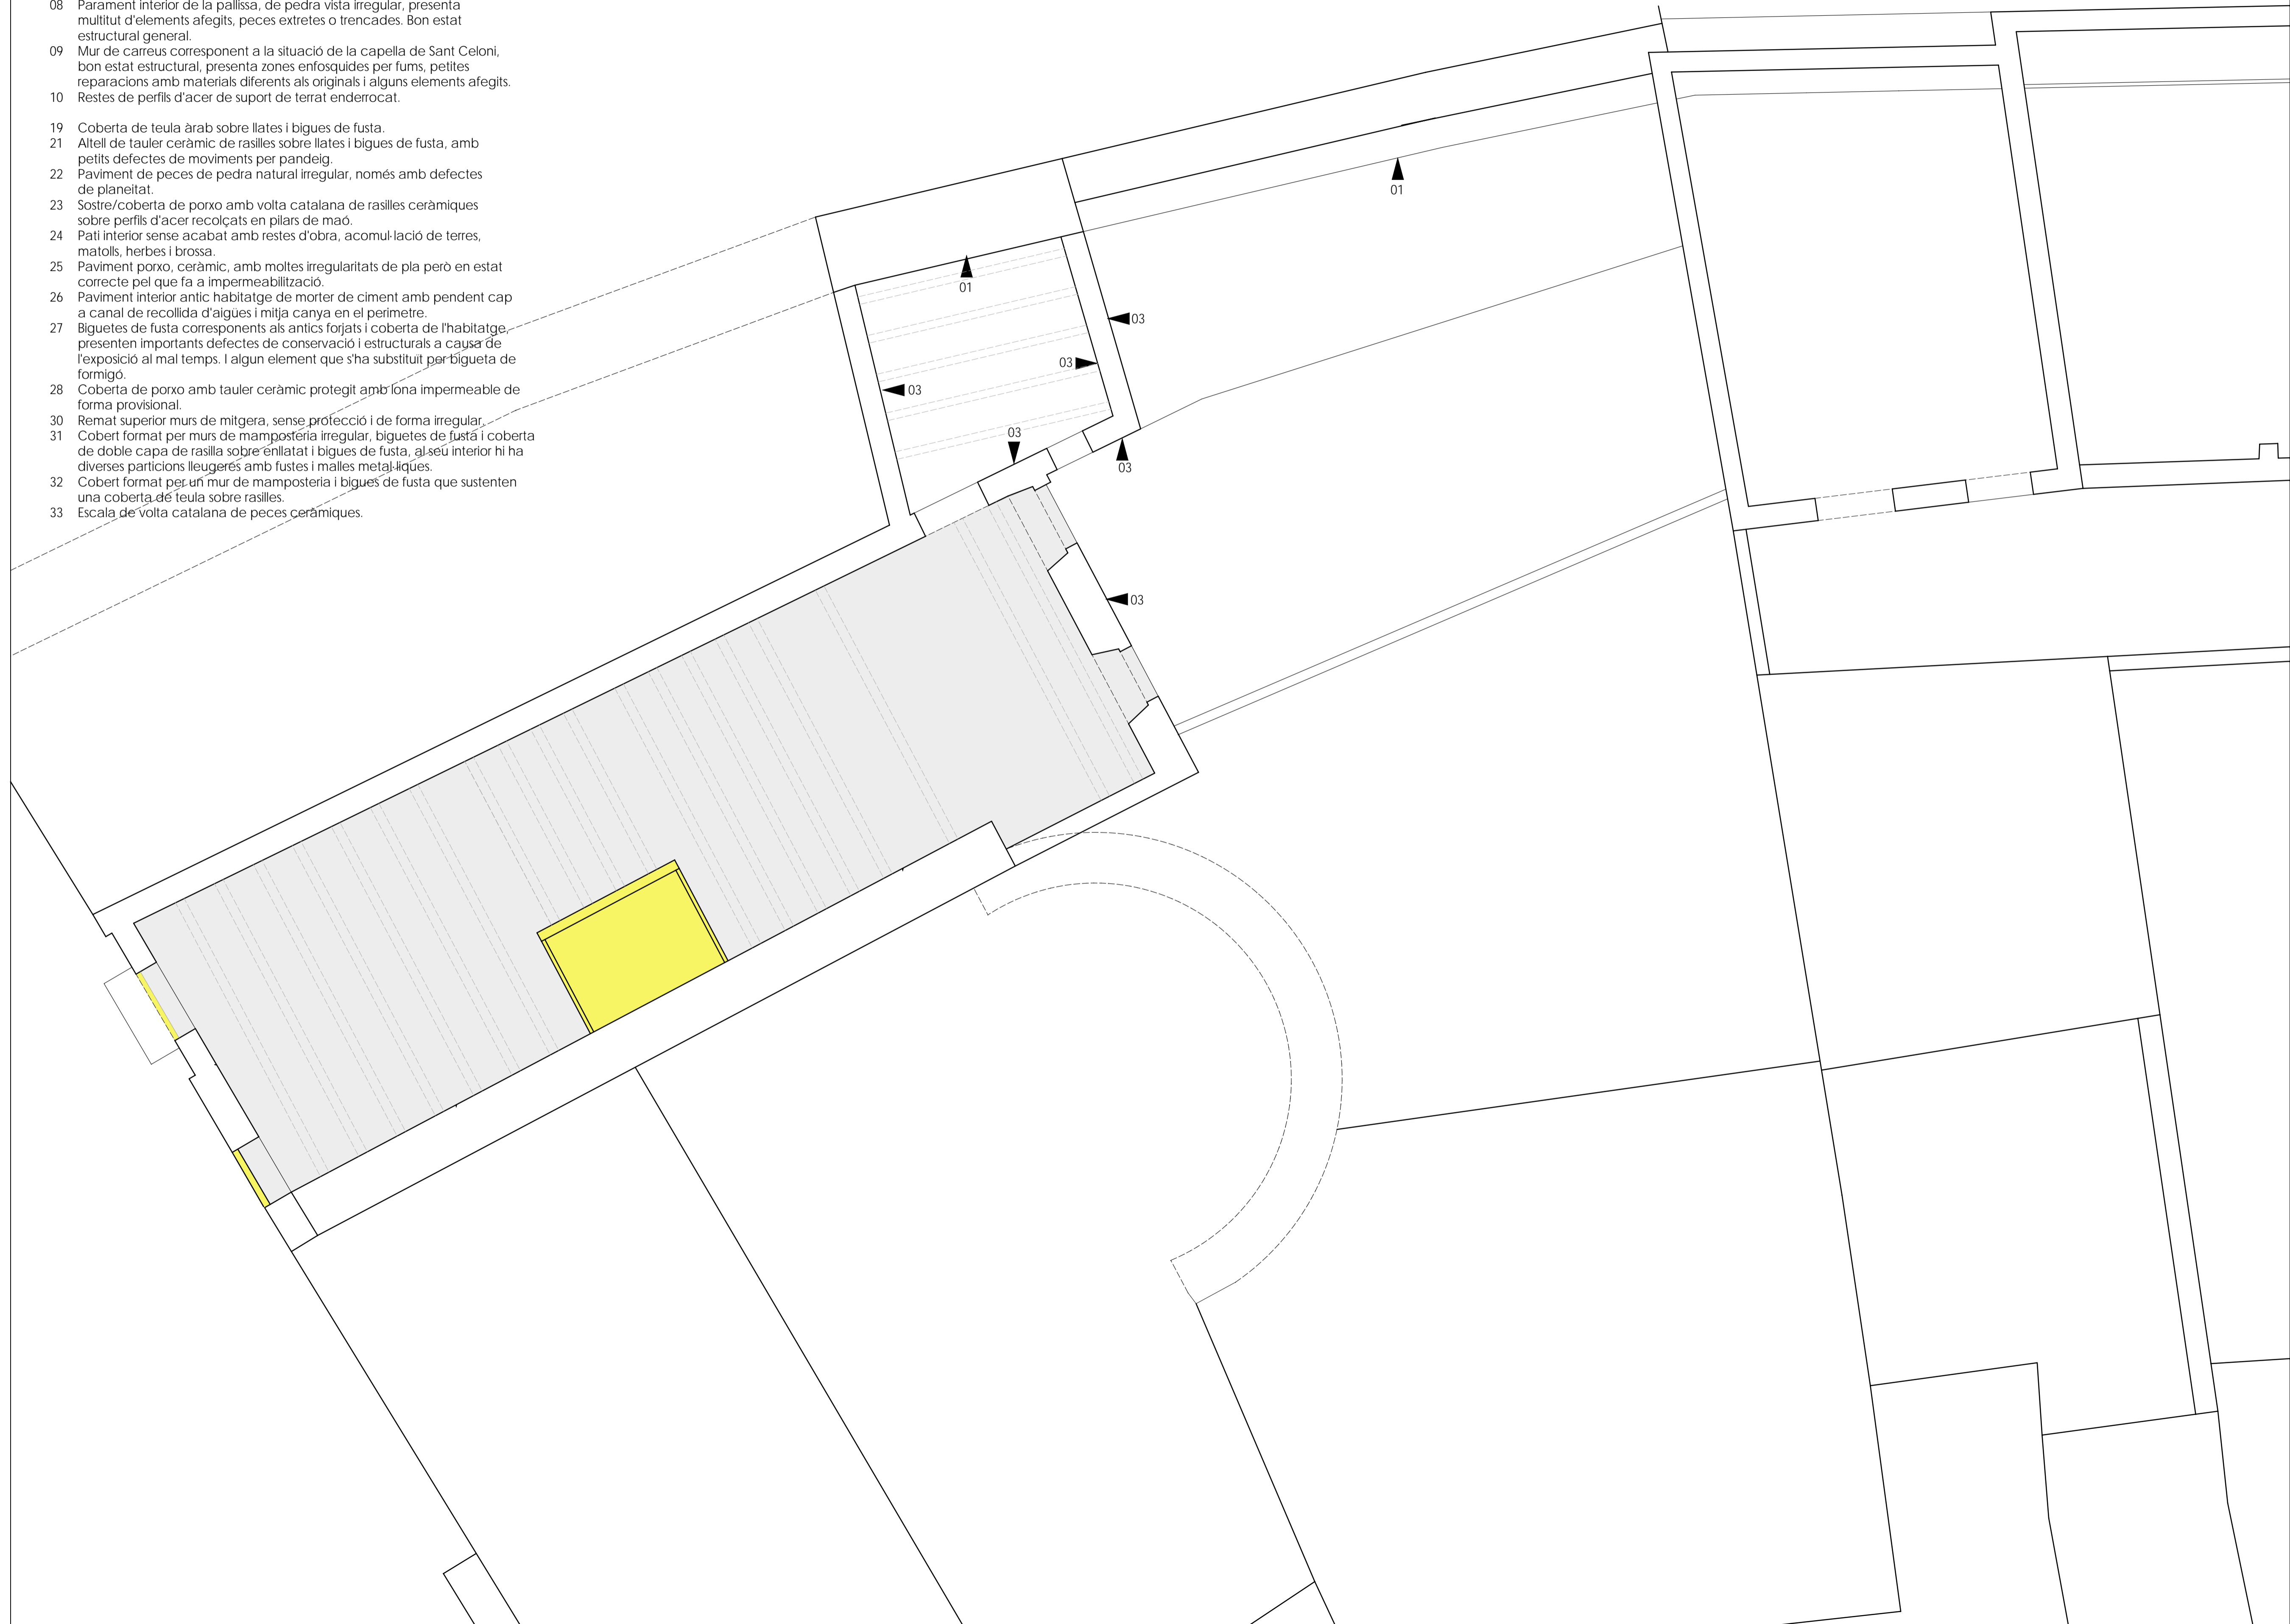 08 Parament interior de la pallissa, de pedra vista irregular, presenta
multitut d'elements afegits, peces extretes o trencades. Bon estat
estructural general.
09 Mur de carreus corresponent a la situació de la capella de Sant Celoni,
bon estat estructural, presenta zones enfosquides per fums, petites
reparacions amb materials diferents als originals i alguns elements afegits.
10 Restes de perfils d'acer de suport de terrat enderrocat.
19 Coberta de teula àrab sobre llates i bigues de fusta.
21 Altell de tauler ceràmic de rasilles sobre llates i bigues de fusta, amb
petits defectes de moviments per pandeig.
22 Paviment de peces de pedra natural irregular, només amb defectes
de planeitat.
23 Sostre/coberta de porxo amb volta catalana de rasilles ceràmiques
sobre perfils d'acer recolçats en pilars de maó.
24 Pati interior sense acabat amb restes d'obra, acomul·lació de terres,
matolls, herbes i brossa.
25 Paviment porxo, ceràmic, amb moltes irregularitats de pla però en estat
correcte pel que fa a impermeabilització.
26 Paviment interior antic habitatge de morter de ciment amb pendent cap
a canal de recollida d'aigües i mitja canya en el perimetre.
27 Biguetes de fusta corresponents als antics forjats i coberta de l'habitatge,
presenten importants defectes de conservació i estructurals a causa de
l'exposició al mal temps. I algun element que s'ha substituït per bigueta de
formigó.
28 Coberta de porxo amb tauler ceràmic protegit amb lona impermeable de
forma provisional.
30 Remat superior murs de mitgera, sense protecció i de forma irregular.
31 Cobert format per murs de mamposteria irregular, biguetes de fusta i coberta
de doble capa de rasilla sobre enllatat i bigues de fusta, al seu interior hi ha
diverses particions lleugeres amb fustes i malles metal·liques.
32 Cobert format per un mur de mamposteria i bigues de fusta que sustenten
una coberta de teula sobre rasilles.
33 Escala de volta catalana de peces ceràmiques.
01
01
03
03
03
03
03
03